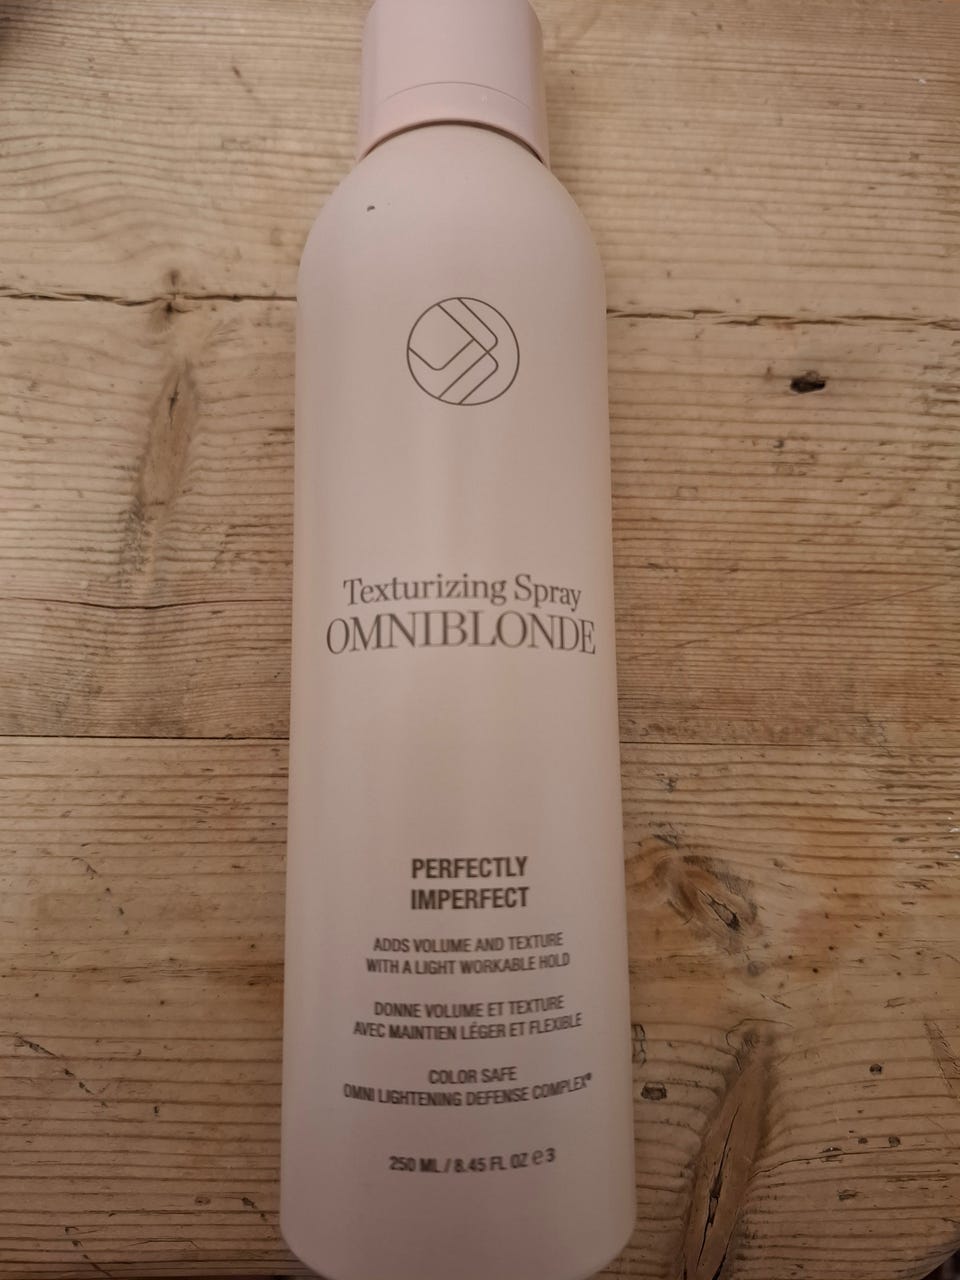 Texturizing Spray
OMNIBLONDE
PERFECTLY
IMPERFECT
ADDS VOLUME AND TEXTURE
WITH A LIGHT WORKABLE HOLD
DONNE VOLUME ET TEXTURE
AVEC MAINTIEN LÉGER ET FLEXIBLE
COLOR SAFE
OMNI LIGHTENING DEFENSE COMPLEX®
250 ML / 8.45 FL OZ ℮ 3